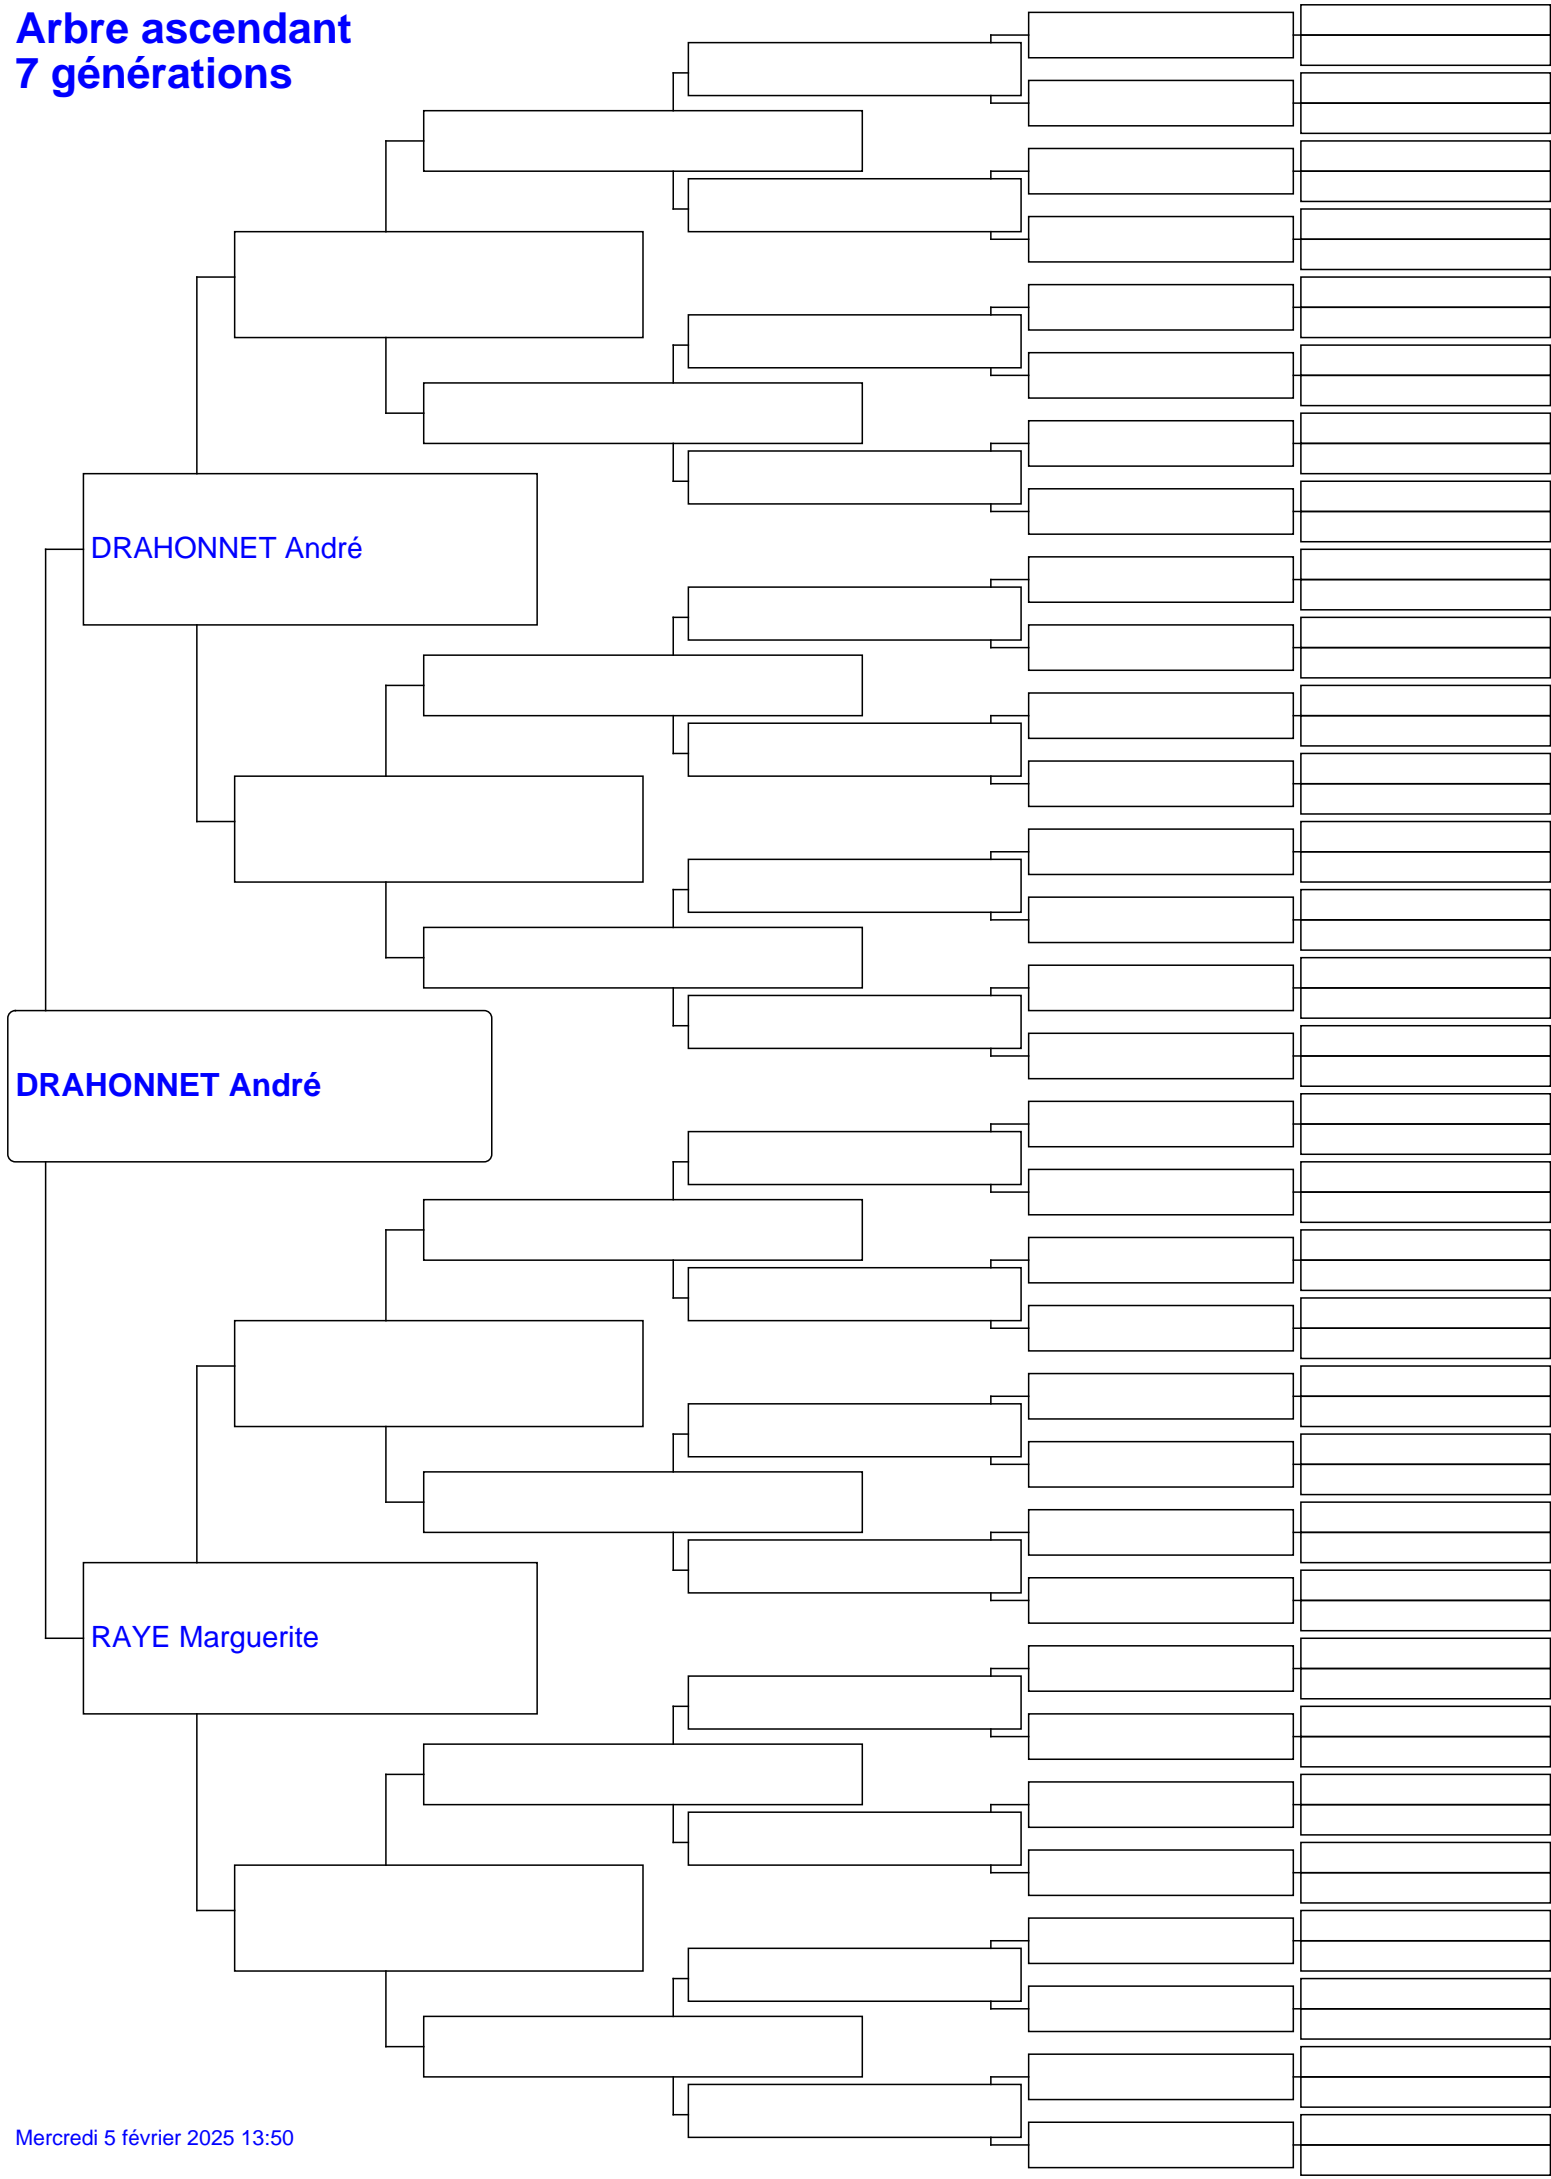 Arbre ascendant
7 générations
DRAHONNET André
DRAHONNET André
RAYE Marguerite
Mercredi 5 février 2025 13:50